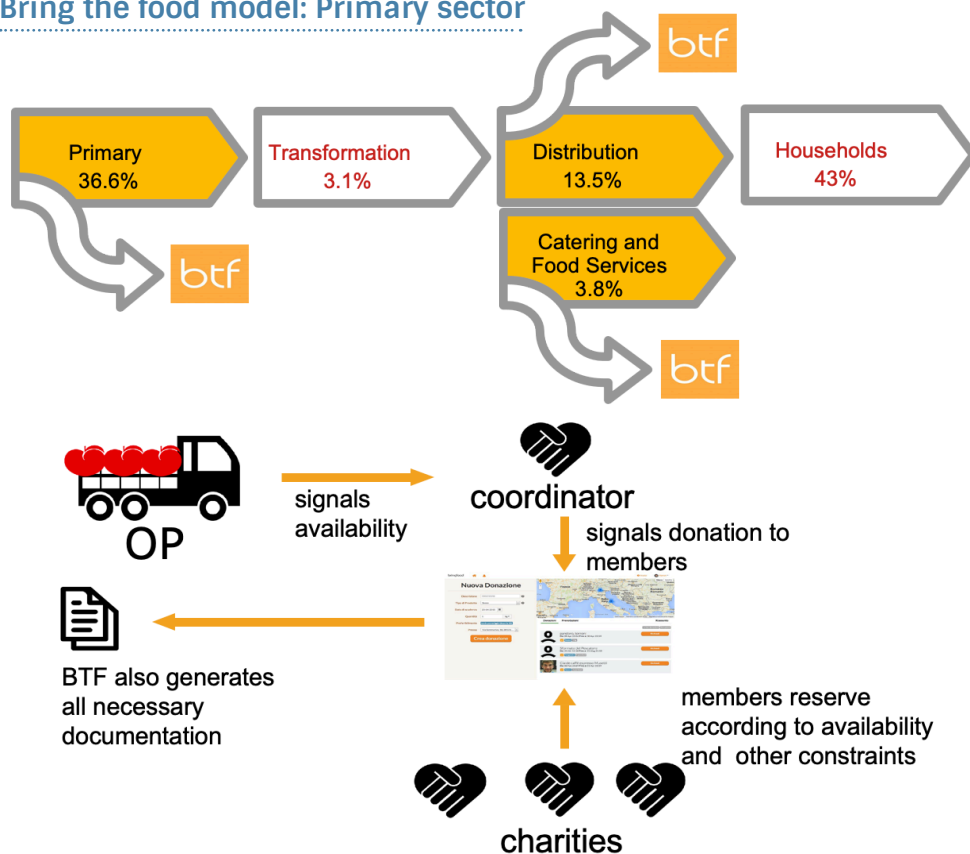 Bring the food model: Primary sector
btf
Primary
36.6%
Transformation
3.1%
Distribution
13.5%
Households
43%
btf
Catering and
Food Services
3.8%
btf
OP
signals
availability
coordinator
signals donation to
members
Nuova Donazione
BTF also generates
all necessary
documentation
members reserve
according to availability
and other constraints
charities